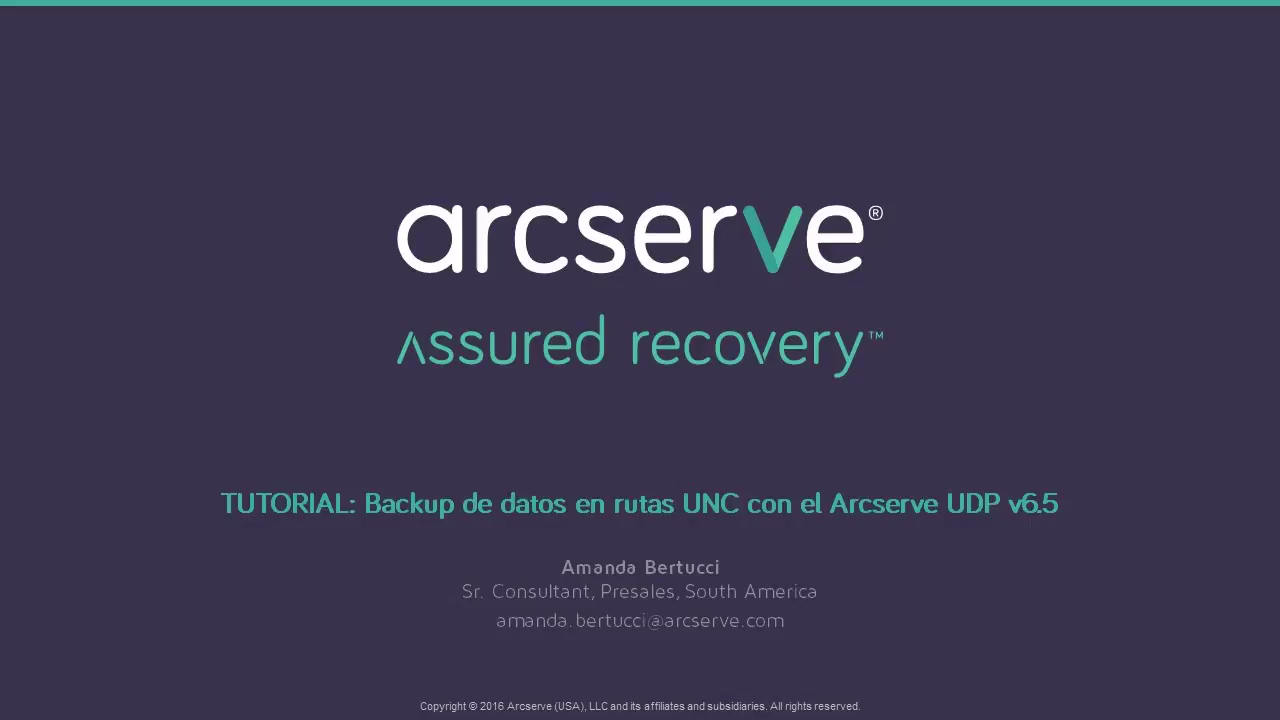 arcserve®
Assured recovery™
TUTORIAL: Backup de datos en rutas UNC con el Arcserve UDP v6.5
Amanda Bertucci
Sr. Consultant, Presales, South America
amanda.bertucci@arcserve.com
Copyright © 2016 Arcserve (USA), LLC and its affiliates and subsidiaries. All rights reserved.